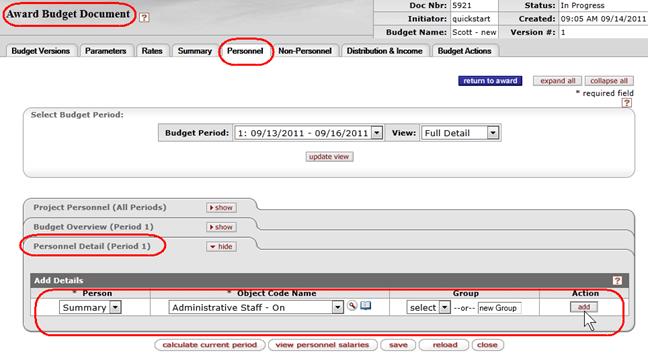 Award Budget Document ?
Doc Nbr: 5921 Status: In Progress
Initiator: quickstart Created: 09:05 AM 09/14/2011
Budget Name: Scott - new Version #: 1
Budget Versions Parameters Rates Summary Personnel Non-Personnel Distribution & Income Budget Actions
return to award expand all collapse all
* required field
?
Select Budget Period:
Budget Period: 1: 09/13/2011 - 09/16/2011 View: Full Detail
update view
Project Personnel (All Periods) show
Budget Overview (Period 1) show
Personnel Detail (Period 1) hide
Add Details ?
* Person * Object Code Name Group Action
Summary Administrative Staff - On select --or-- new Group add
calculate current period view personnel salaries save reload close